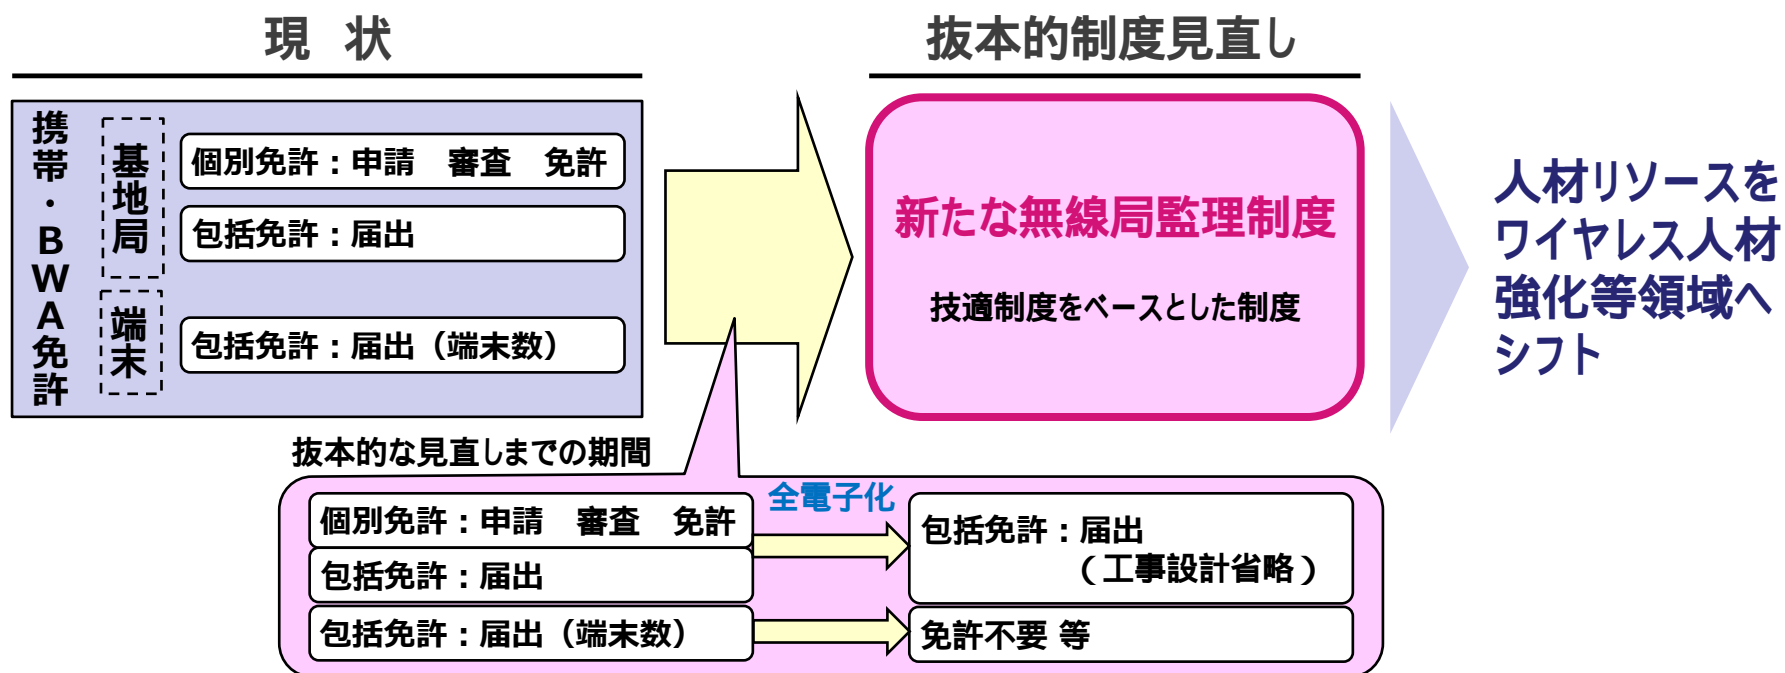 現 状
携帯・BWA免許
基地局
個別免許：申請　審査　免許
包括免許：届出
端末
包括免許：届出（端末数）
抜本的制度見直し
新たな無線局監理制度
技適制度をベースとした制度
人材リソースを
ワイヤレス人材
強化等領域へ
シフト
抜本的な見直しまでの期間
全電子化
個別免許：申請　審査　免許
包括免許：届出
包括免許：届出
（工事設計省略）
包括免許：届出（端末数）
免許不要 等